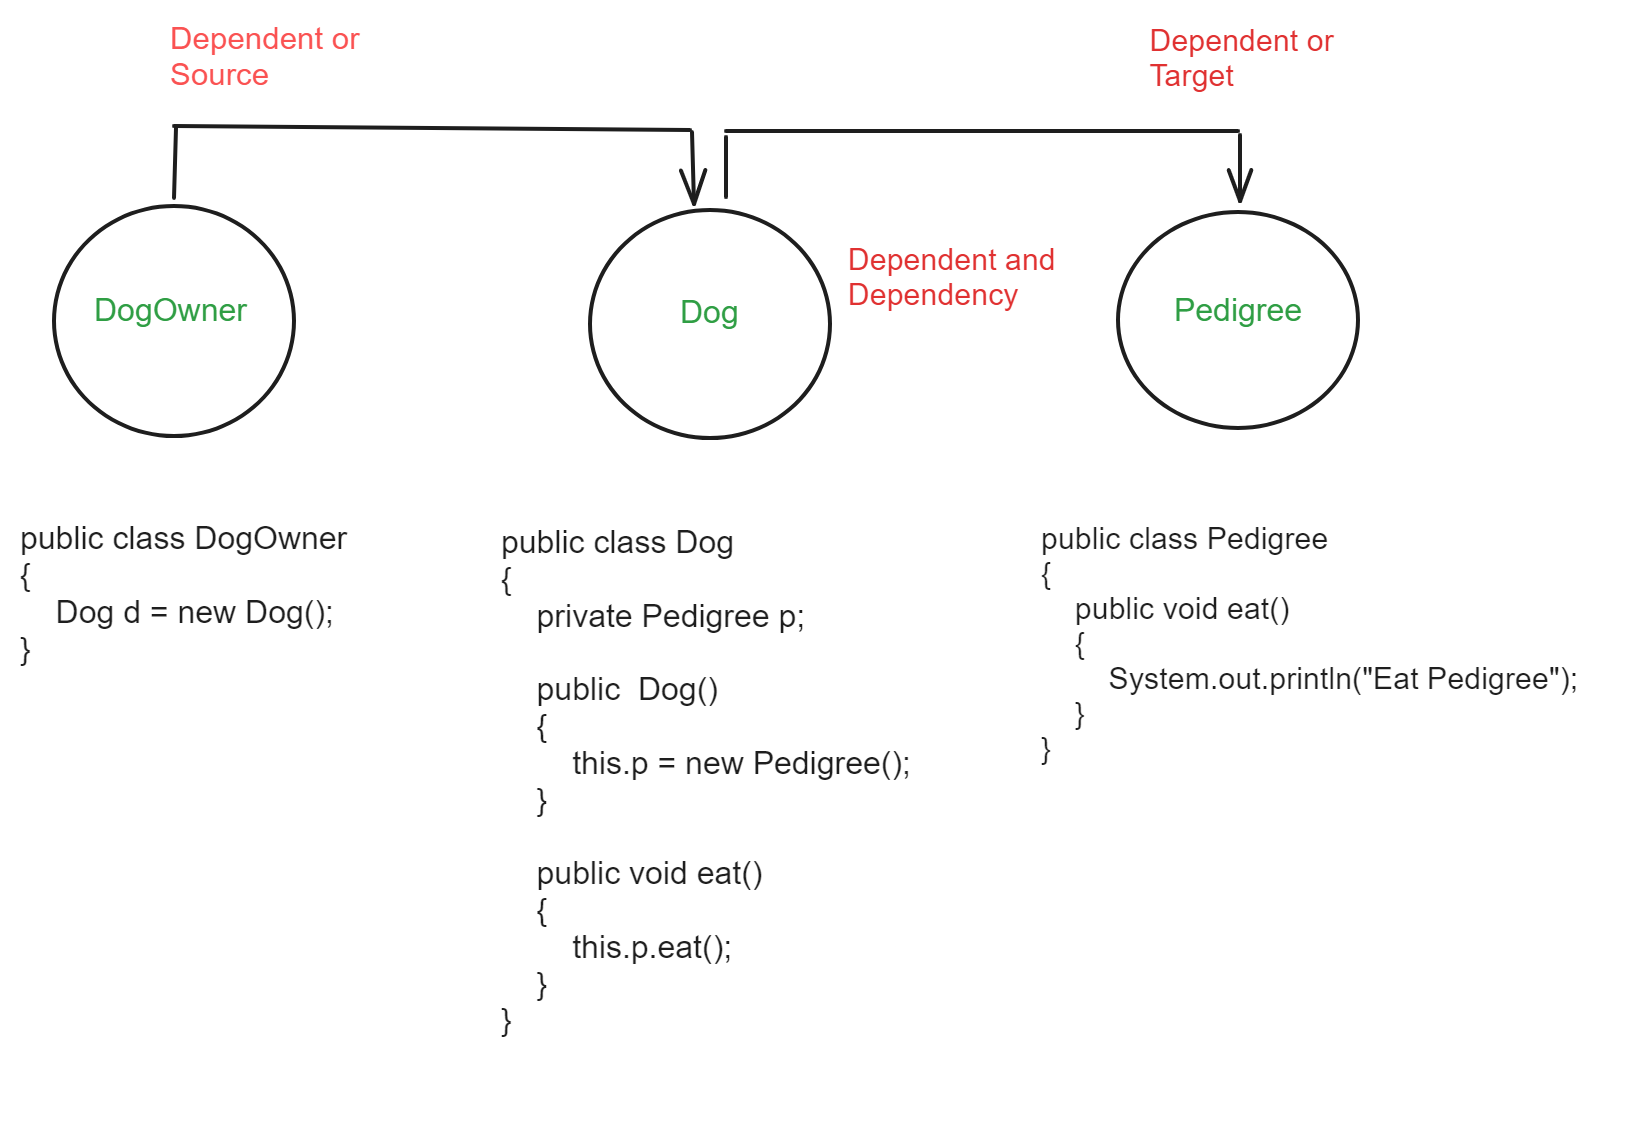 Dependent or
Source
Dependent or
Target
DogOwner
Dog
Dependent and
Dependency
Pedigree
public class DogOwner
{
    Dog d = new Dog();
}
public class Dog
{
    private Pedigree p;

    public  Dog()
    {
        this.p = new Pedigree();
    }

    public void eat()
    {
        this.p.eat();
    }
}
public class Pedigree
{
    public void eat()
    {
        System.out.println("Eat Pedigree");
    }
}